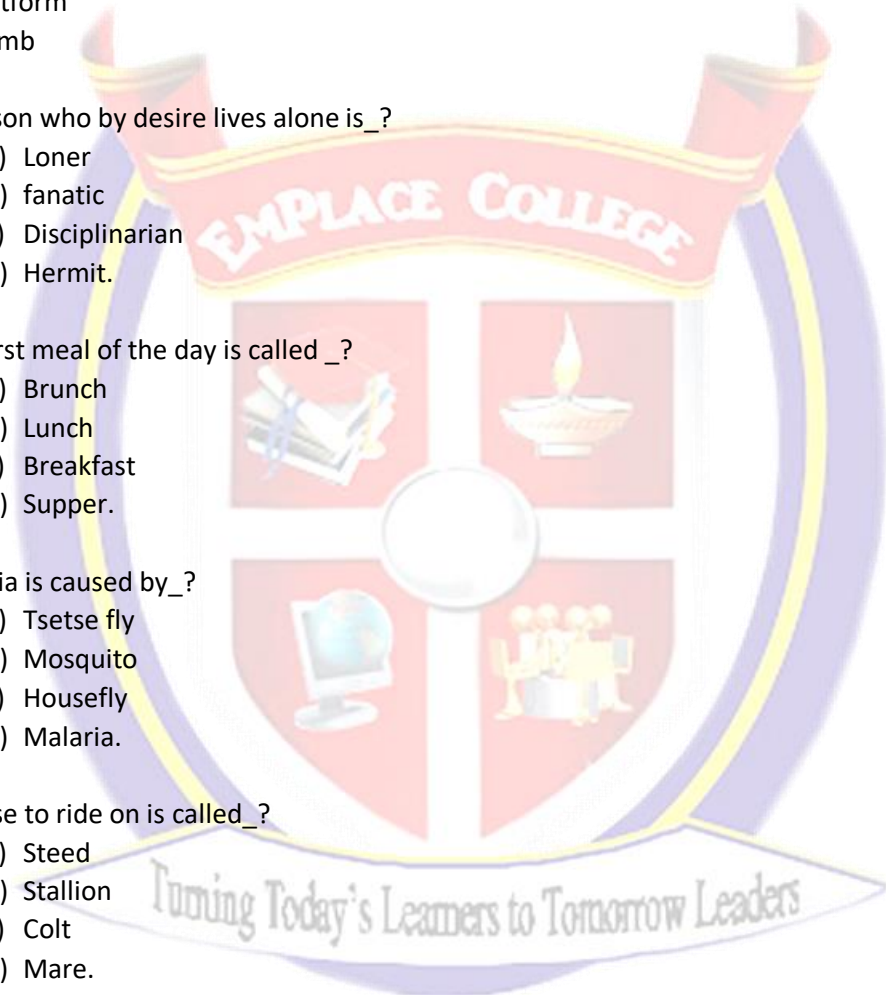 tform
mb
son who by desire lives alone is_?
) Loner
) fanatic
) Disciplinarian
) Hermit.
EMPLACE COLLEGE
rst meal of the day is called _?
) Brunch
) Lunch
) Breakfast
) Supper.
ia is caused by_?
) Tsetse fly
) Mosquito
) Housefly
) Malaria.
se to ride on is called_?
) Steed
) Stallion
) Colt
) Mare.
Turning Today's Learners to Tomorrow Leaders